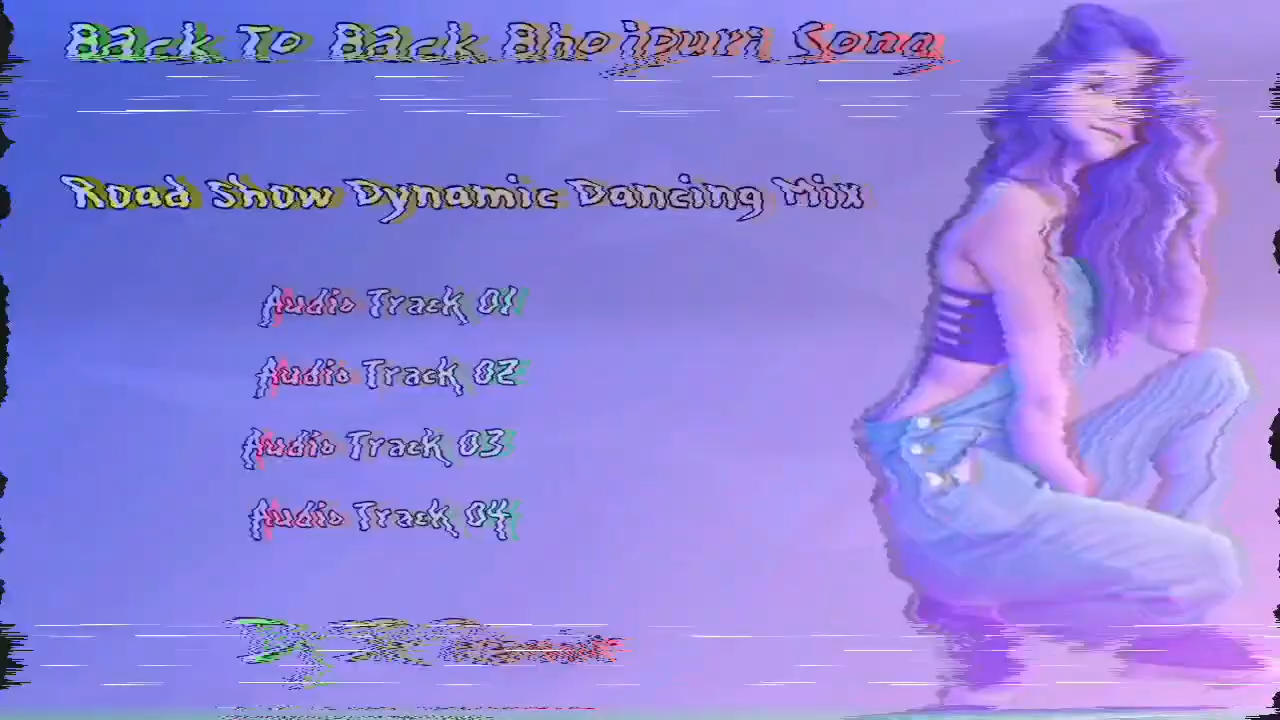 Back To Back Bhojpuri Song
Road Show Dynamic Dancing Mix
Audio Track 01
Audio Track 02
Audio Track 03
Audio Track 04
Dj